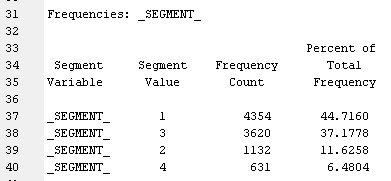 31 Frequencies: _SEGMENT_
32
33 Percent of
34 Segment Segment Frequency Total
35 Variable Value Count Frequency
36
37 _SEGMENT_ 1 4354 44.7160
38 _SEGMENT_ 3 3620 37.1778
39 _SEGMENT_ 2 1132 11.6258
40 _SEGMENT_ 4 631 6.4804